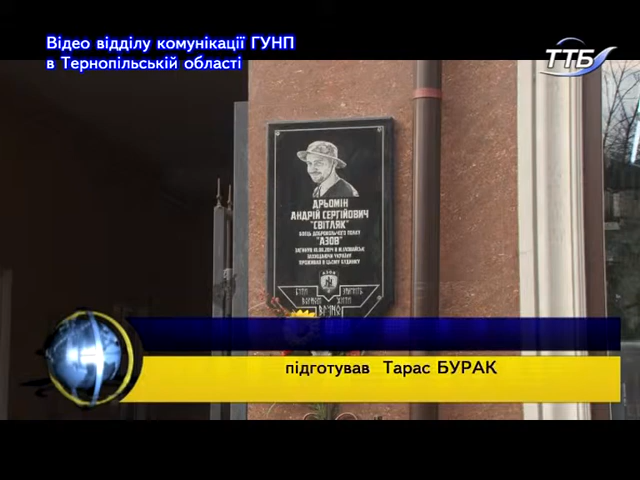 Відео відділу комунікації ГУНП
в Тернопільській області
ТТБ
ДРЬОМІН
АНДРІЙ СЕРГІЙОВИЧ
"СВІТЛЯК"
БОЄЦЬ ДОБРОВОЛЬЧОГО ПОЛКУ
"АЗОВ"
ЗАХИЩАЮЧИ УКРАЇНУ
ПРОЖИВАВ В ЦЬОМУ БУДИНКУ
АЗОВ
підготував Тарас БУРАК